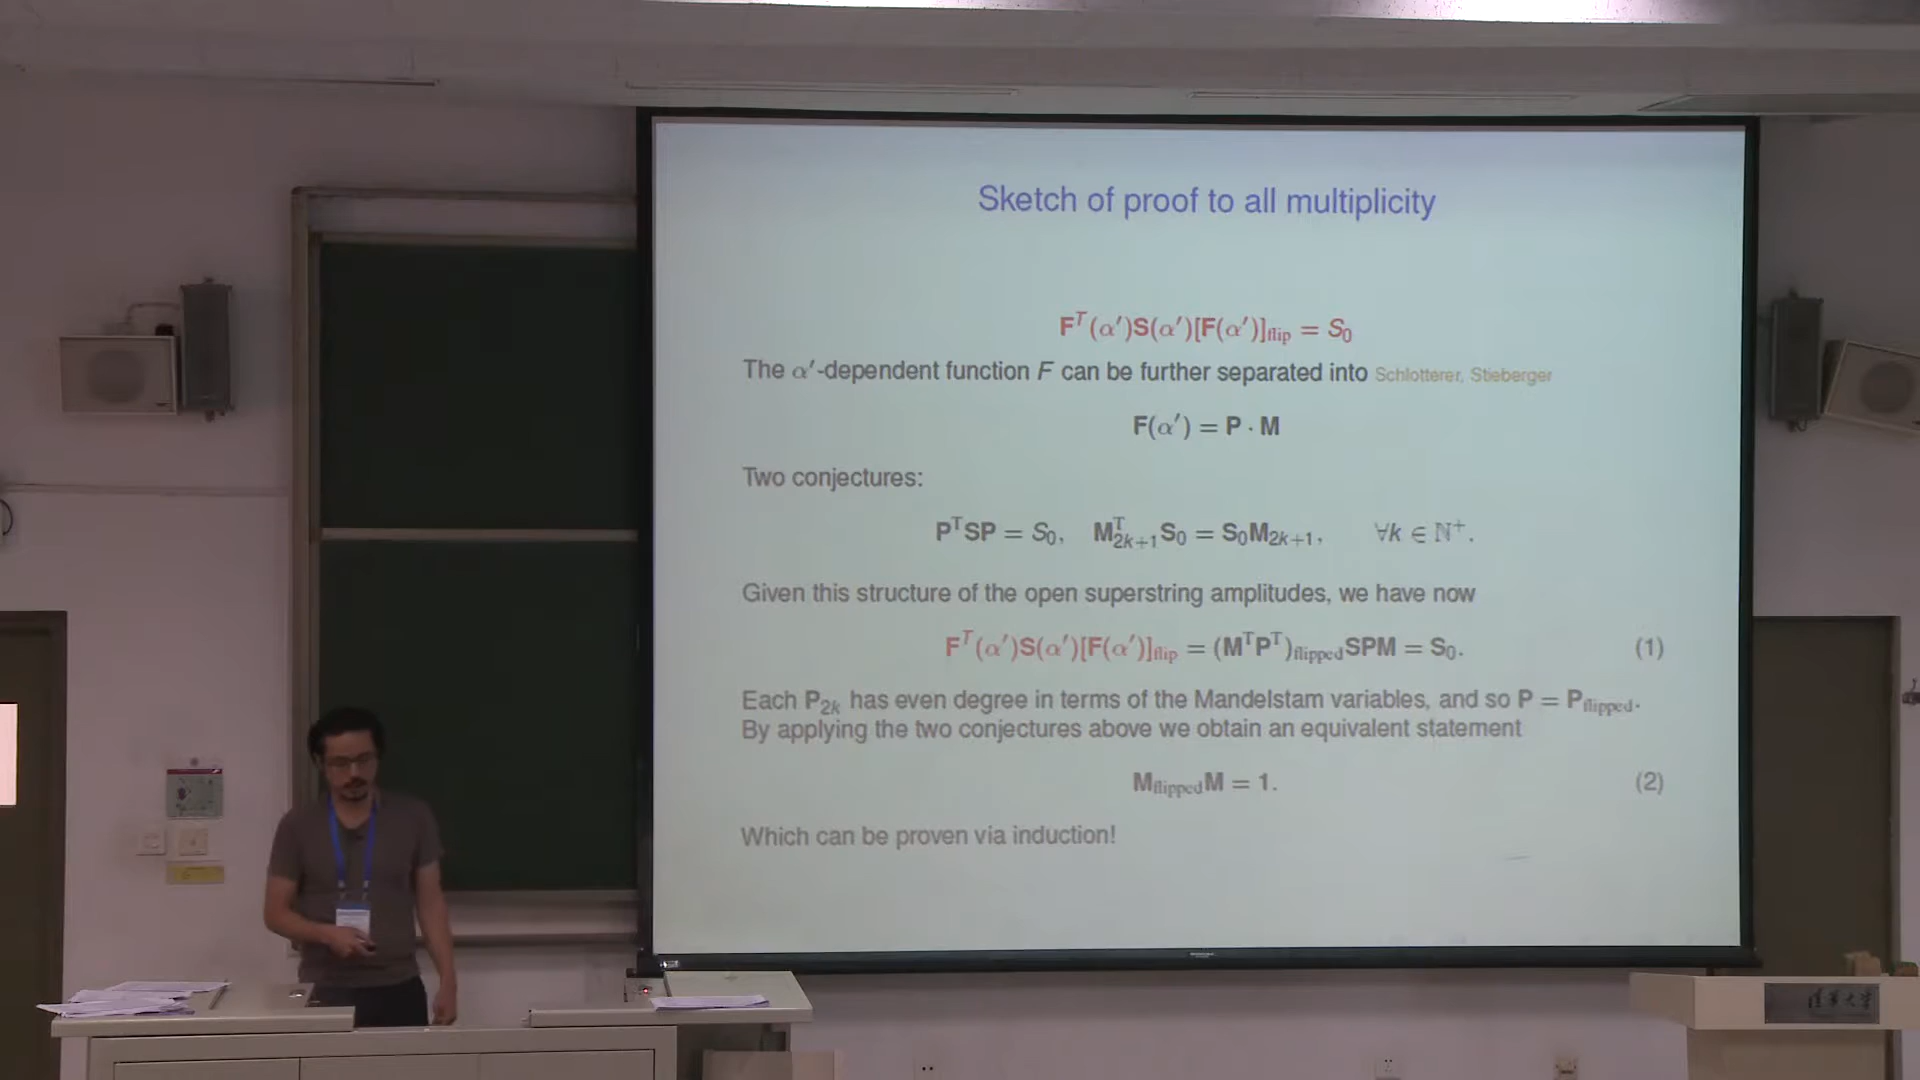 Sketch of proof to all multiplicity
F^T(α′)S(α′)[F(α′)]_flip = S_0
The α′-dependent function F can be further separated into Schlotterer, Stieberger
F(α′) = P · M
Two conjectures:
P^T SP = S_0, M^T_{2k+1} S_0 = S_0 M_{2k+1}, ∀k ∈ ℕ^+.
Given this structure of the open superstring amplitudes, we have now
F^T(α′)S(α′)[F(α′)]_flip = (M^T P^T)_flipped SPM = S_0. (1)
Each P_{2k} has even degree in terms of the Mandelstam variables, and so P = P_flipped.
By applying the two conjectures above we obtain an equivalent statement
M_flipped M = 1. (2)
Which can be proven via induction!
清华大学